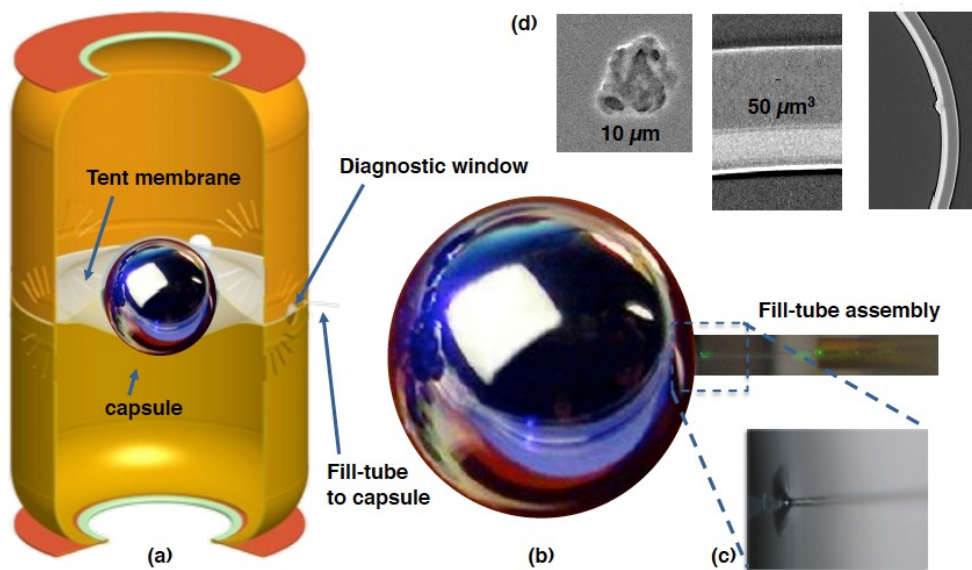 (d)
10 µm
50 µm³
Tent membrane
Diagnostic window
capsule
Fill-tube
to capsule
Fill-tube assembly
(a)
(b)
(c)